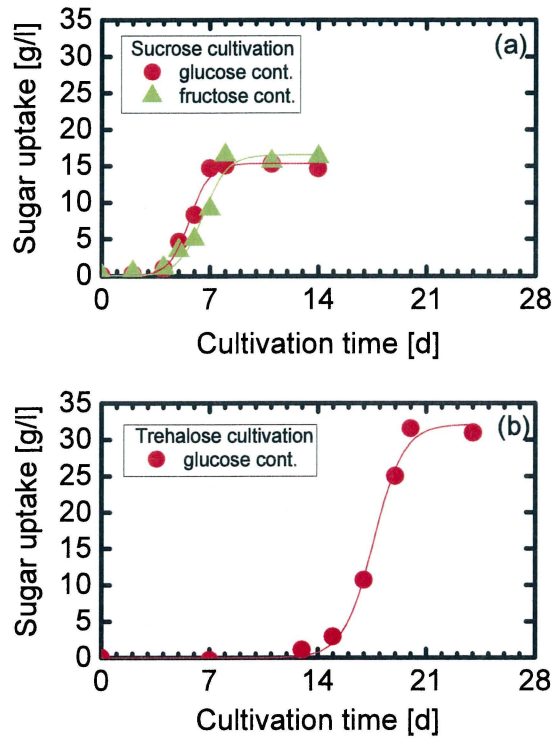 35
(a)
Sucrose cultivation
glucose cont.
fructose cont.
30
25
20
15
10
5
0
Sugar uptake [g/l]
0 7 14 21 28
Cultivation time [d]
35
(b)
Trehalose cultivation
glucose cont.
30
25
20
15
10
5
0
Sugar uptake [g/l]
0 7 14 21 28
Cultivation time [d]